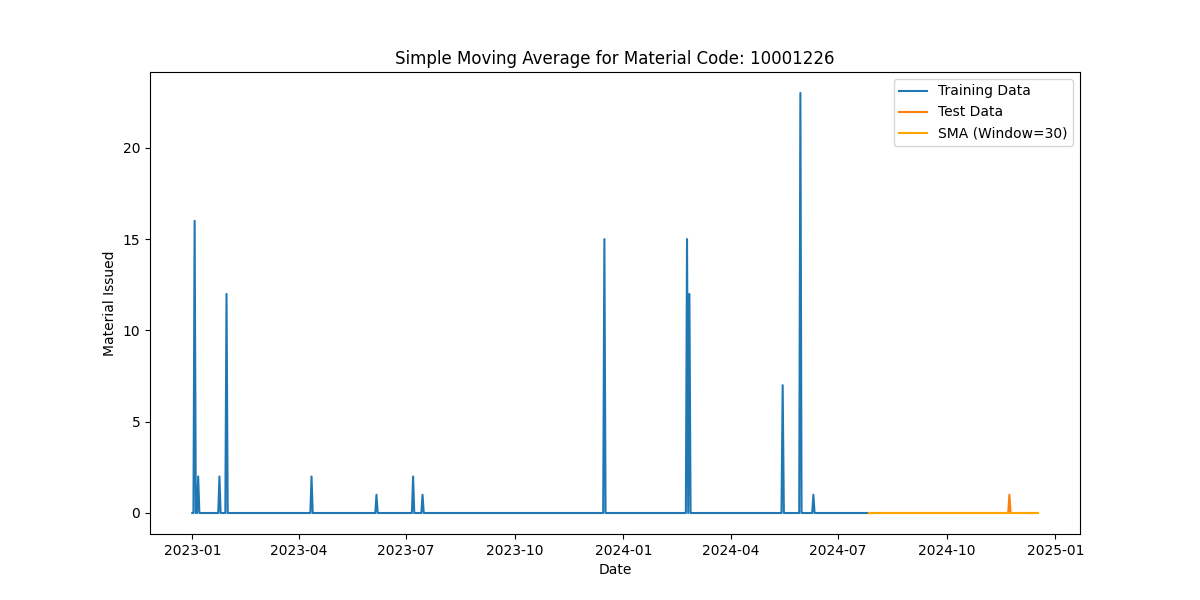 Simple Moving Average for Material Code: 10001226
Training Data
Test Data
SMA (Window=30)
Material Issued
20
15
10
5
0
2023-01 2023-04 2023-07 2023-10 2024-01 2024-04 2024-07 2024-10 2025-01
Date